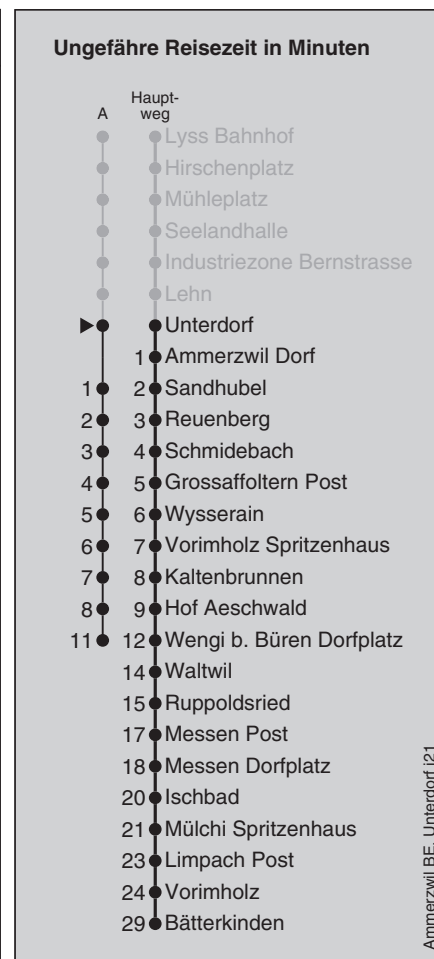 Ungefähre Reisezeit in Minuten
A Haupt-
weg
Lyss Bahnhof
Hirschenplatz
Mühleplatz
Seelandhalle
Industriezone Bernstrasse
Lehn
Unterdorf
1 Ammerzwil Dorf
1 2 Sandhubel
2 3 Reuenberg
3 4 Schmidebach
4 5 Grossaffoltern Post
5 6 Wysserain
6 7 Vorimholz Spritzenhaus
7 8 Kaltenbrunnen
8 9 Hof Aeschwald
11 12 Wengi b. Büren Dorfplatz
14 Waltwil
15 Ruppoldsried
17 Messen Post
18 Messen Dorfplatz
20 Ischbad
21 Mülchi Spritzenhaus
23 Limpach Post
24 Vorimholz
29 Bätterkinden
Ammerzwil BE, Unterdorf j21